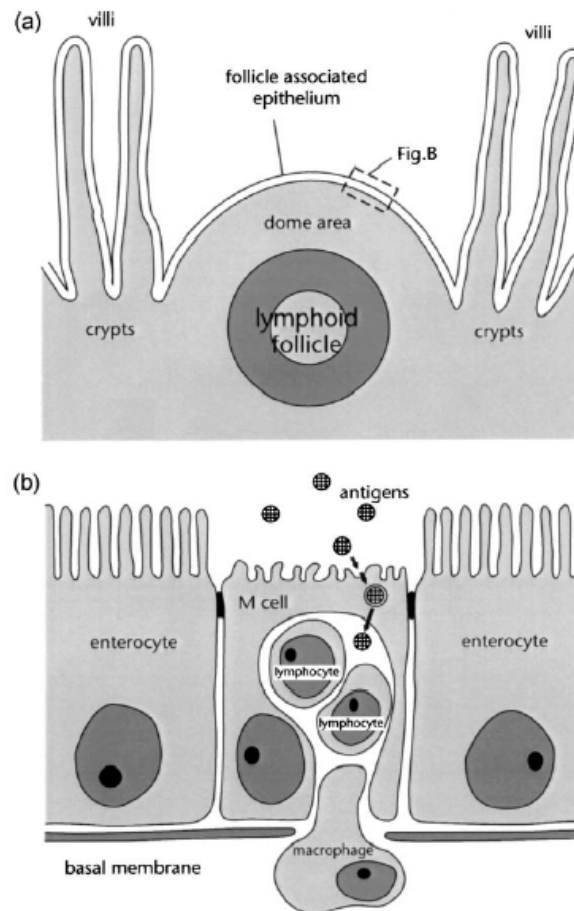 (a)
villi
villi
follicle associated
epithelium
Fig.B
dome area
lymphoid
follicle
crypts
crypts
(b)
antigens
M cell
enterocyte
enterocyte
lymphocyte
lymphocyte
macrophage
basal membrane